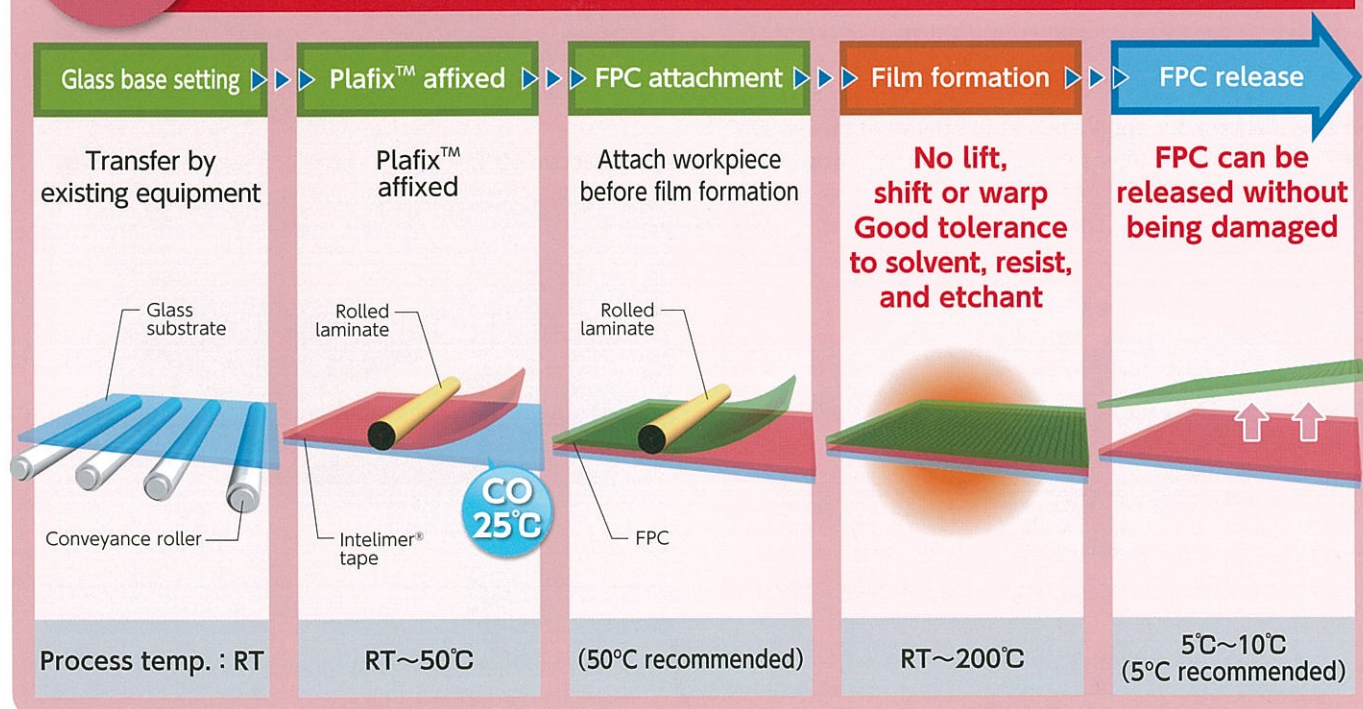 Glass base setting
Plafix™ affixed
FPC attachment
Film formation
FPC release
Transfer by
existing equipment
Plafix™
affixed
Attach workpiece
before film formation
No lift,
shift or warp
Good tolerance
to solvent, resist,
and etchant
FPC can be
released without
being damaged
Glass
substrate
Conveyance roller
Rolled
laminate
Intelimer®
tape
CO
25℃
Rolled
laminate
FPC
Process temp. : RT
RT～50℃
(50°C recommended)
RT～200℃
5℃～10℃
(5°C recommended)